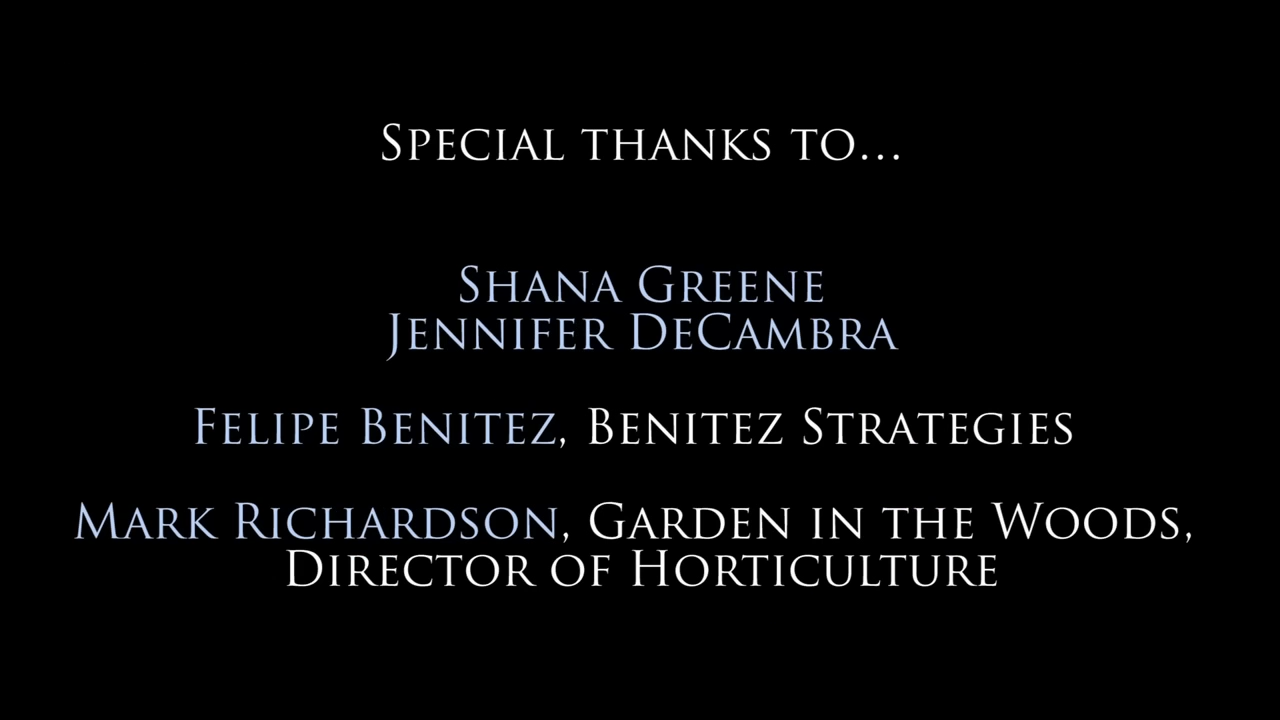 Special thanks to...
Shana Greene
Jennifer DeCambra
Felipe Benitez, Benitez Strategies
Mark Richardson, Garden in the Woods,
Director of Horticulture